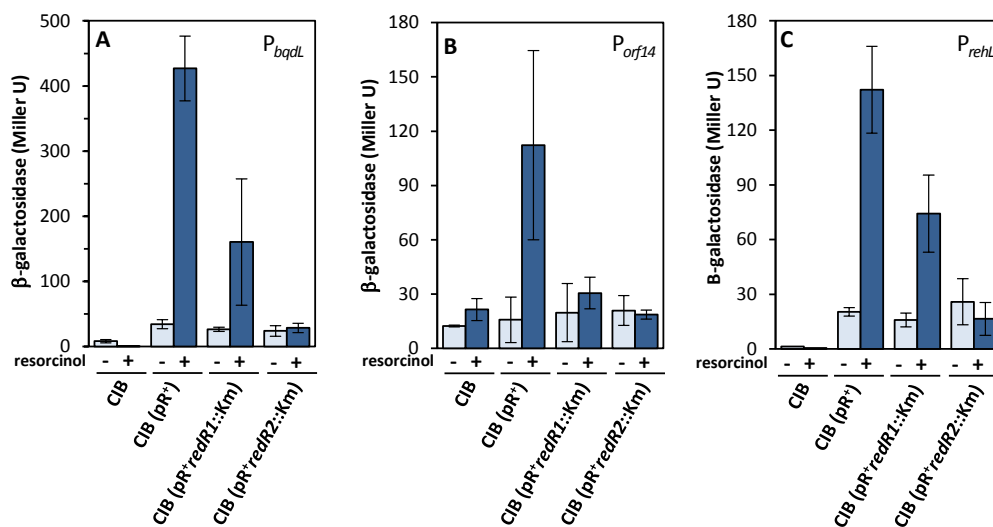 A
P bqdL
β-galactosidase (Miller U)
500
400
300
200
100
0
resorcinol - + - + - + - +
CIB
CIB (pR+)
CIB (pR+redR1::Km)
CIB (pR+redR2::Km)
B
P orf14
β-galactosidase (Miller U)
180
150
120
90
60
30
0
resorcinol - + - + - + - +
CIB
CIB (pR+)
CIB (pR+redR1::Km)
CIB (pR+redR2::Km)
C
P rehL
B-galactosidase (Miller U)
180
150
120
90
60
30
0
- + - + - + - + resorcinol
CIB
CIB (pR+)
CIB (pR+redR1::Km)
CIB (pR+redR2::Km)